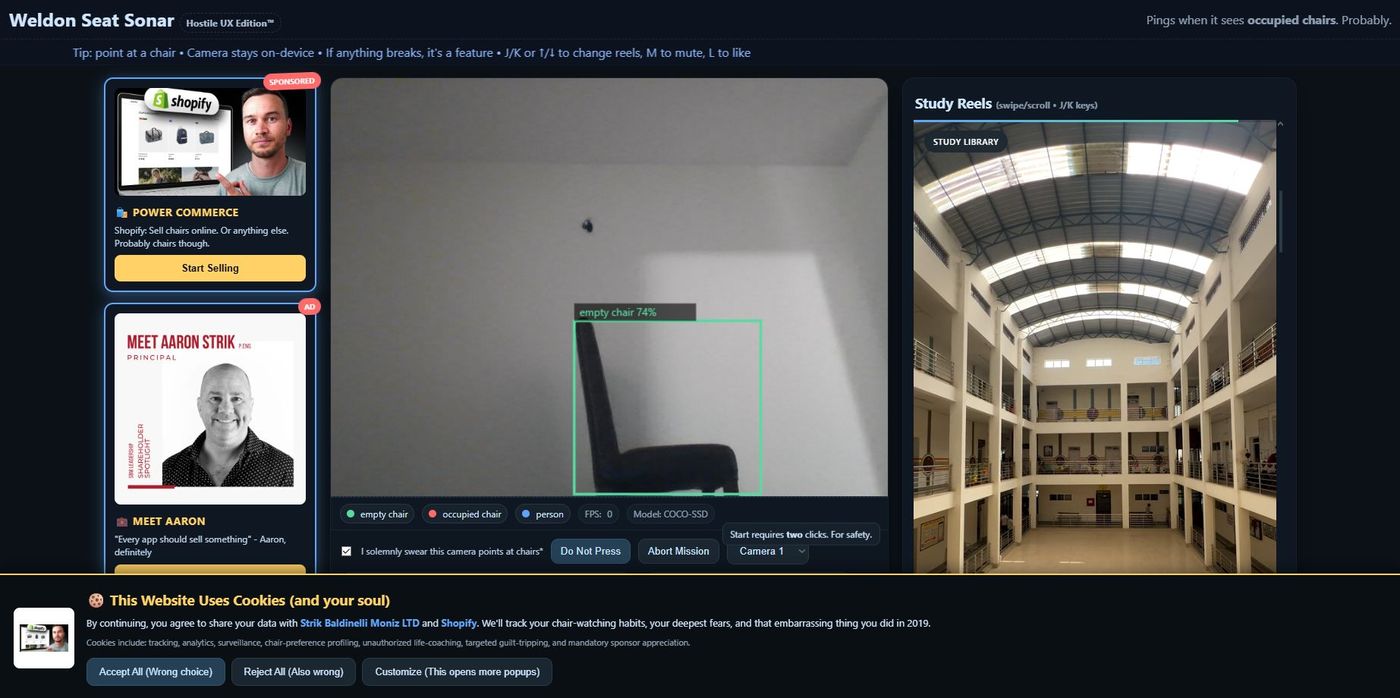 Weldon Seat Sonar Hostile UX Edition™
Pings when it sees occupied chairs. Probably.
Tip: point at a chair • Camera stays on-device • If anything breaks, it's a feature • J/K or ↑/↓ to change reels, M to mute, L to like
SPONSORED
shopify
🛍️ POWER COMMERCE
Shopify: Sell chairs online. Or anything else.
Probably chairs though.
Start Selling
AD
MEET AARON STRIK P.ENG
PRINCIPAL
SBM LEADERSHIP
SHAREHOLDER
SPOTLIGHT
💼 MEET AARON
"Every app should sell something" - Aaron,
definitely
empty chair 74%
empty chair
occupied chair
person
FPS: 0
Model: COCO-SSD
Start requires two clicks. For safety.
I solemnly swear this camera points at chairs*
Do Not Press
Abort Mission
Camera 1
Study Reels (swipe/scroll • J/K keys)
STUDY LIBRARY
🍪 This Website Uses Cookies (and your soul)
By continuing, you agree to share your data with Strik Baldinelli Moniz LTD and Shopify. We'll track your chair-watching habits, your deepest fears, and that embarrassing thing you did in 2019.
Cookies include: tracking, analytics, surveillance, chair-preference profiling, unauthorized life-coaching, targeted guilt-tripping, and mandatory sponsor appreciation.
Accept All (Wrong choice)
Reject All (Also wrong)
Customize (This opens more popups)